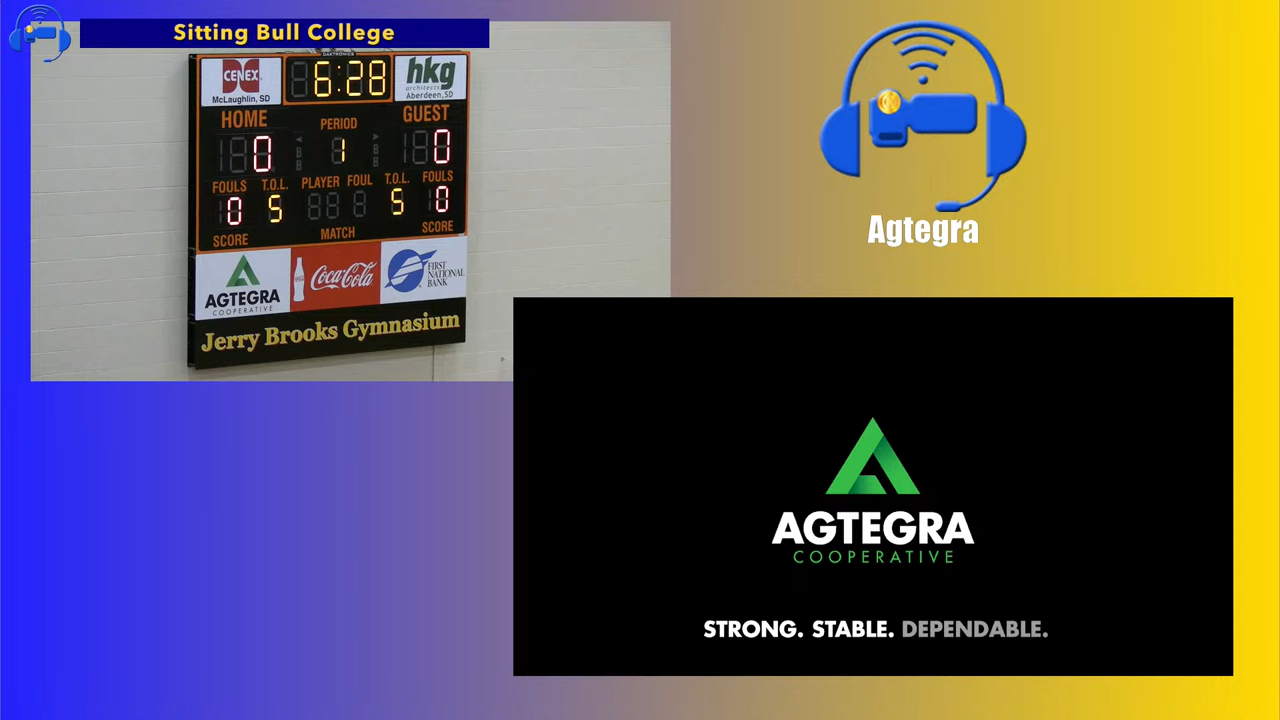 Sitting Bull College
DAKTRONICS
CENEX
McLaughlin, SD
6:28
hkg
architects
Aberdeen, SD
HOME
PERIOD
GUEST
0
1
0
FOULS T.O.L. PLAYER FOUL T.O.L. FOULS
0 5 5 0
SCORE MATCH SCORE
AGTEGRA
COOPERATIVE
Coca-Cola
FIRST
NATIONAL
BANK
Jerry Brooks Gymnasium
Agtegra
AGTEGRA
COOPERATIVE
STRONG. STABLE. DEPENDABLE.